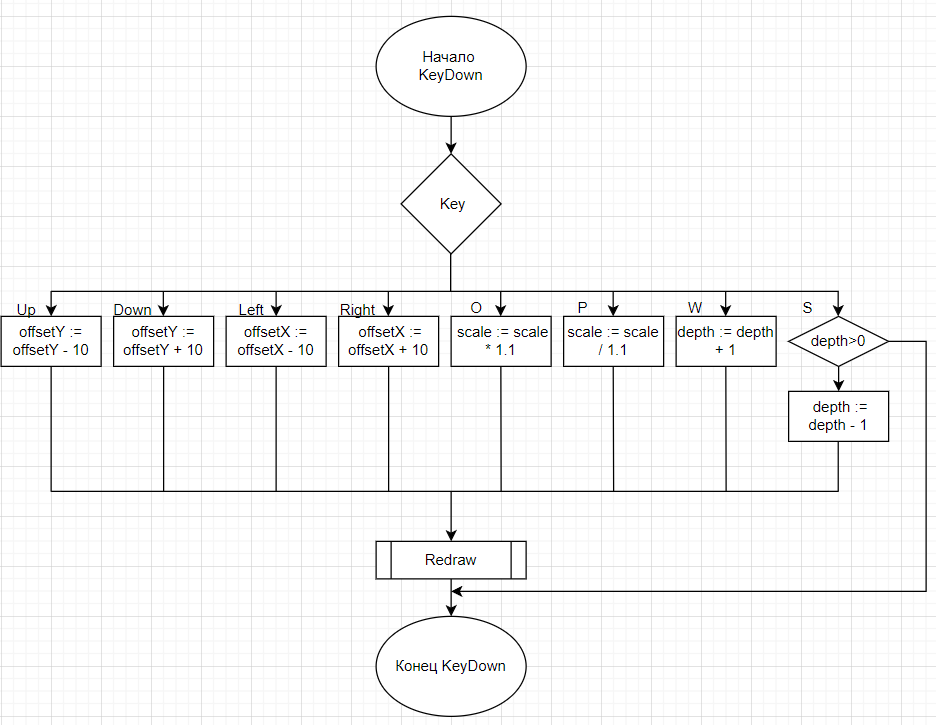 Начало
KeyDown
Key
Up
Down
Left
Right
O
P
W
S
offsetY :=
offsetY - 10
offsetY :=
offsetY + 10
offsetX :=
offsetX - 10
offsetX :=
offsetX + 10
scale := scale
* 1.1
scale := scale
/ 1.1
depth := depth
+ 1
depth>0
depth :=
depth - 1
Redraw
Конец KeyDown